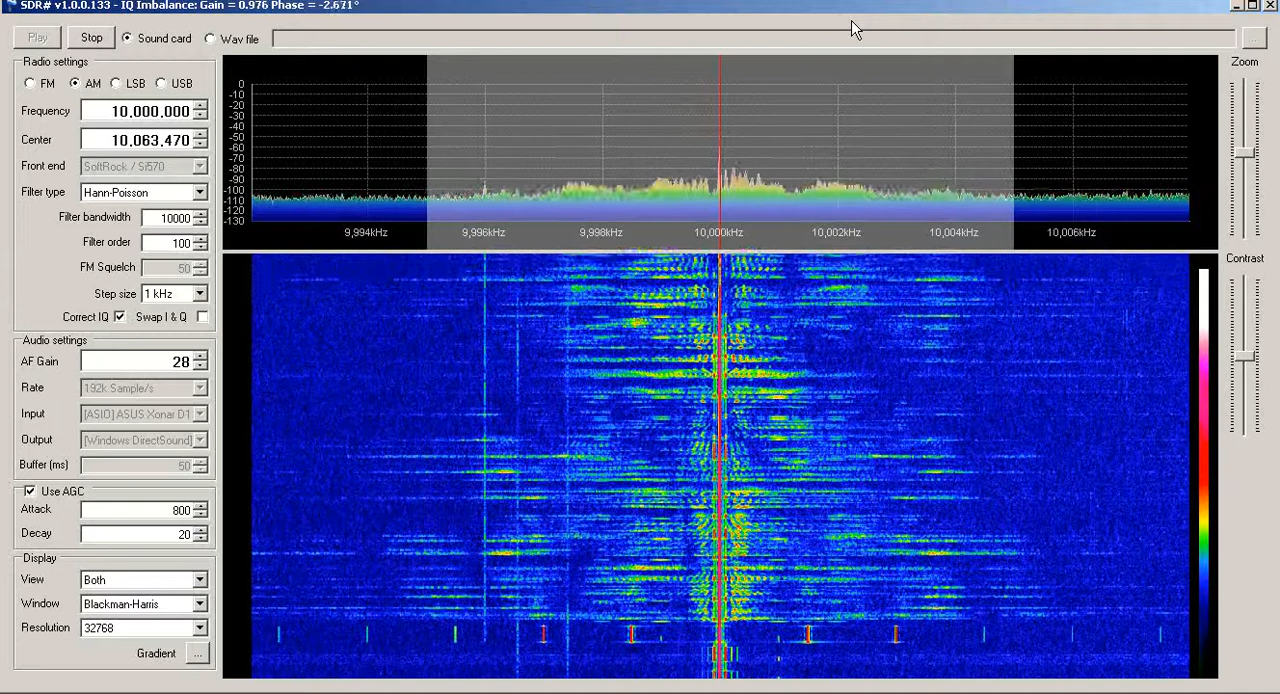 SDR# v1.0.0.133 - IQ Imbalance: Gain = 0.976 Phase = -2.671°
Play Stop Sound card Wav file ...
Radio settings
FM AM LSB USB
Frequency 10.000.000
Center 10.063.470
Front end SoftRock / Si570
Filter type Hann-Poisson
Filter bandwidth 10000
Filter order 100
FM Squelch 50
Step size 1 kHz
Correct IQ Swap I & Q
Audio settings
AF Gain 28
Rate 192k Sample/s
Input [ASIO] ASUS Xonar D1
Output [Windows DirectSound]
Buffer (ms) 50
Use AGC
Attack 800
Decay 20
Display
View Both
Window Blackman-Harris
Resolution 32768
Gradient ...
0
-10
-20
-30
-40
-50
-60
-70
-80
-90
-100
-110
-120
-130
9,994kHz 9,996kHz 9,998kHz 10,000kHz 10,002kHz 10,004kHz 10,006kHz
Zoom
Contrast